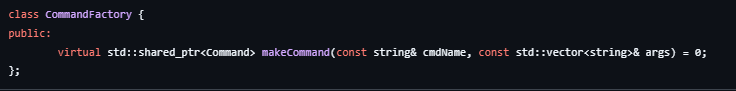 class CommandFactory {
public:
virtual std::shared_ptr<Command> makeCommand(const string& cmdName, const std::vector<string>& args) = 0;
};